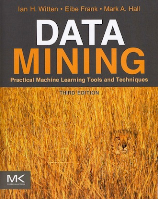 Ian H. Witten • Eibe Frank • Mark A. Hall
DATA
MINING
Practical Machine Learning Tools and Techniques
THIRD EDITION
MK